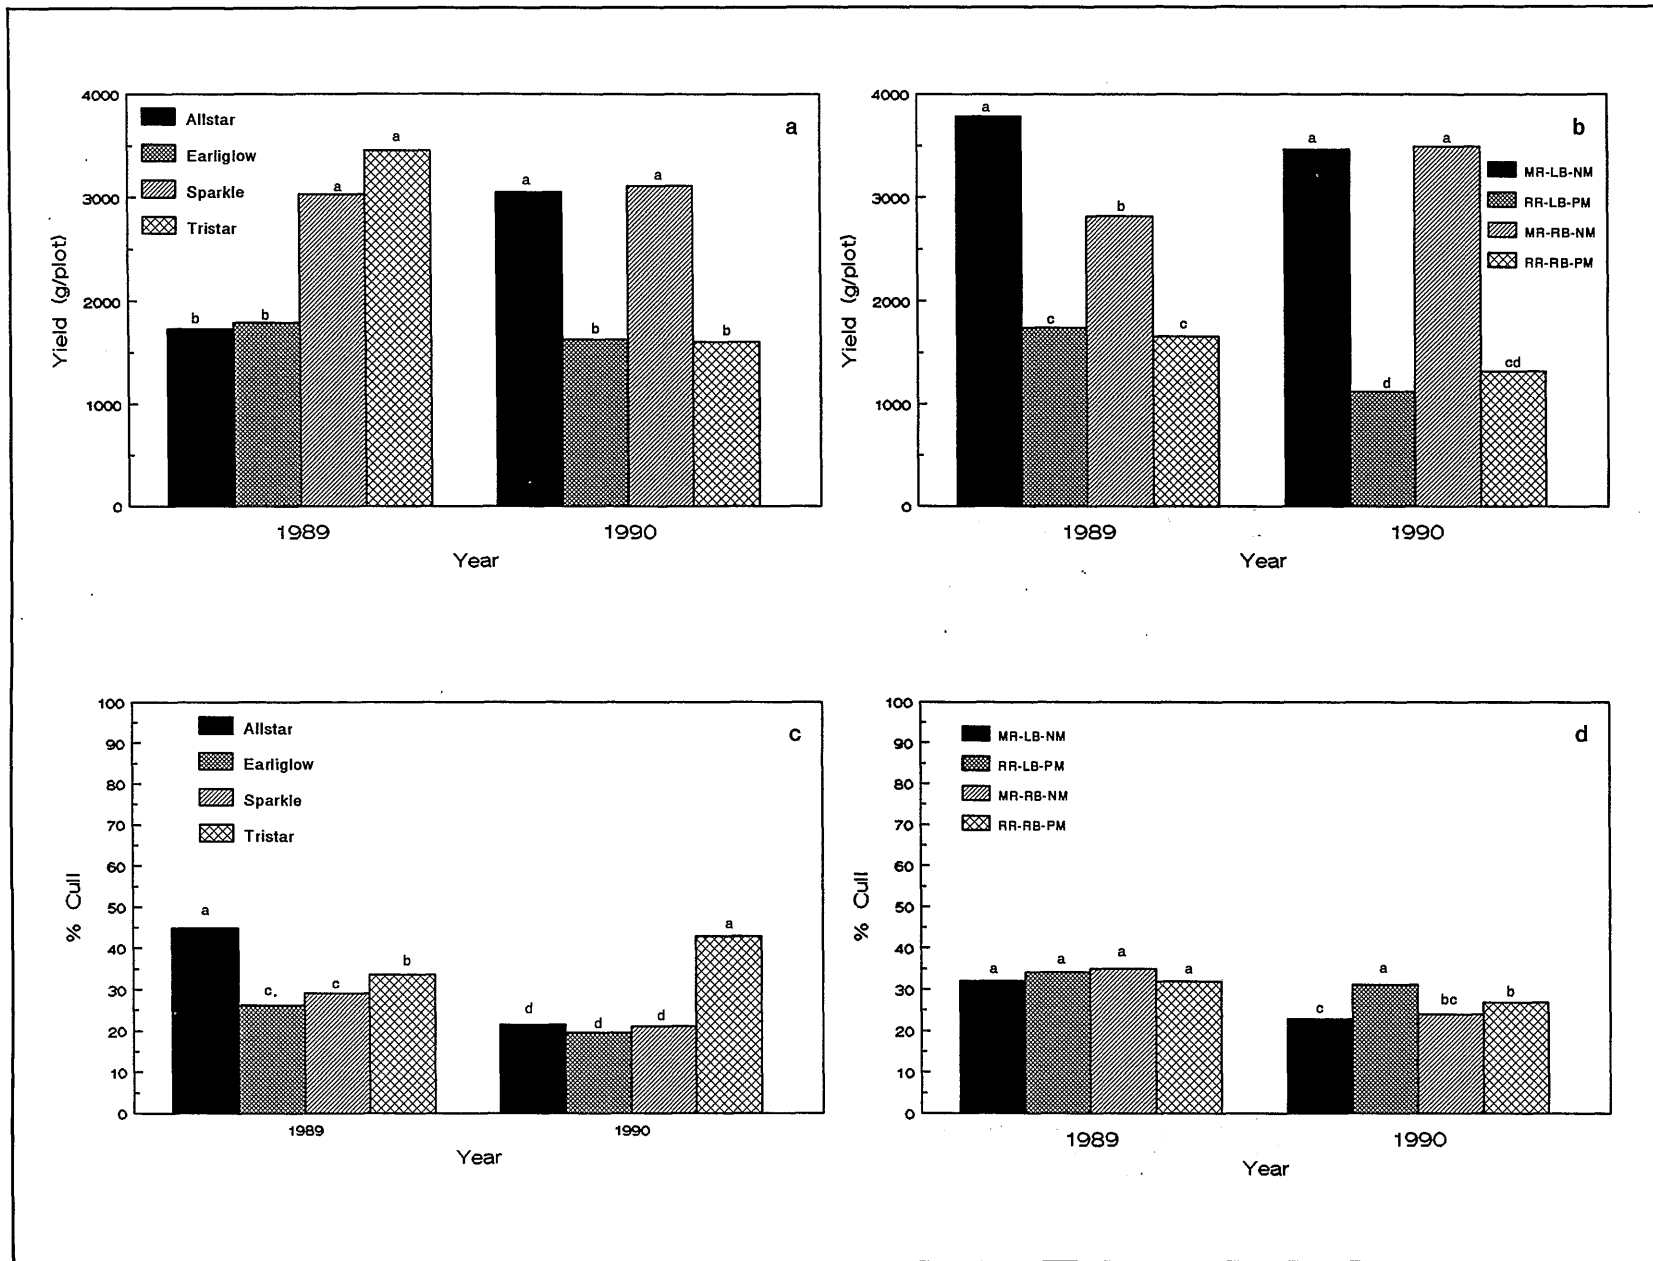 4000
3000
2000
1000
0
Yield (g/plot)
Allstar
Earliglow
Sparkle
Tristar
a
b
b
a
a
a
b
a
b
1989
1990
Year
4000
3000
2000
1000
0
Yield (g/plot)
b
MR-LB-NM
RR-LB-PM
MR-RB-NM
RR-RB-PM
a
c
b
c
a
d
a
cd
1989
1990
Year
100
90
80
70
60
50
40
30
20
10
0
% Cull
Allstar
Earliglow
Sparkle
Tristar
c
a
c.
c
b
d
d
d
a
1989
1990
Year
100
90
80
70
60
50
40
30
20
10
0
% Cull
MR-LB-NM
RR-LB-PM
MR-RB-NM
RR-RB-PM
d
a
a
a
a
c
a
bc
b
1989
1990
Year